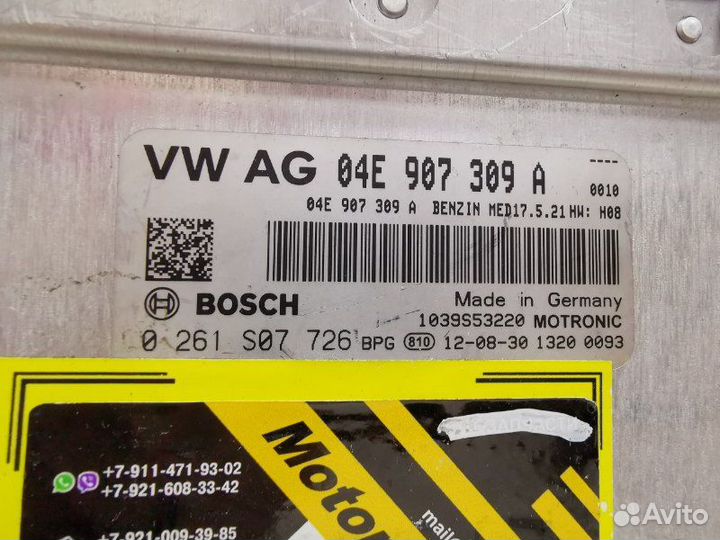 VW AG 04E 907 309 A
----
0010
04E 907 309 A BENZIN MED17.5.21 HW: H08
BOSCH
Made in Germany
1039S53220 MOTRONIC
0 261 S07 726 BPG 810 12-08-30 1320 0093
+7-911-471-93-02
+7-921-608-33-42
+7-921-009-39-85
Motor
mail
Avito